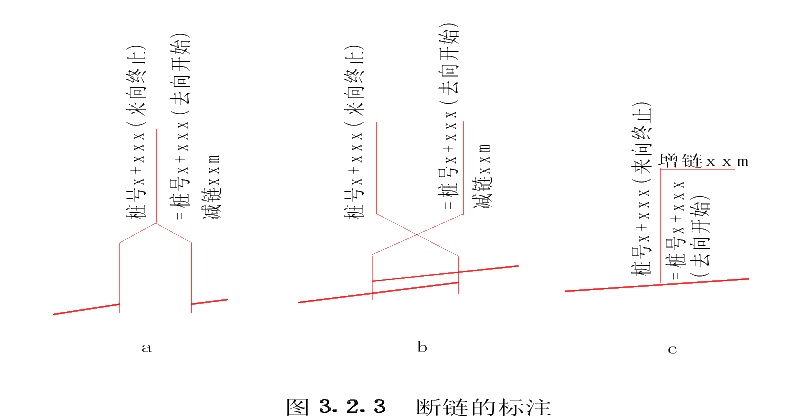 桩号x+xxx(来向终止)
=桩号x+xxx(去向开始)
减链xxm
a
桩号x+xxx(来向终止)
=桩号x+xxx(去向开始)
减链xxm
b
桩号x+xxx(来向终止)
增链xxm
=桩号x+xxx
(去向开始)
c
图 3.2.3 断链的标注